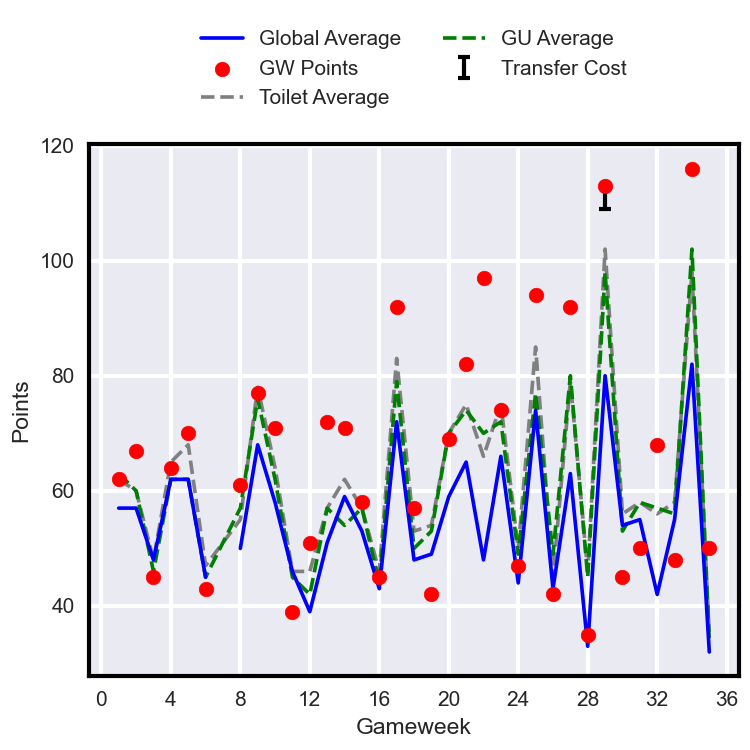 Global Average
GW Points
Toilet Average
GU Average
Transfer Cost
120
100
80
60
40
Points
0 4 8 12 16 20 24 28 32 36
Gameweek